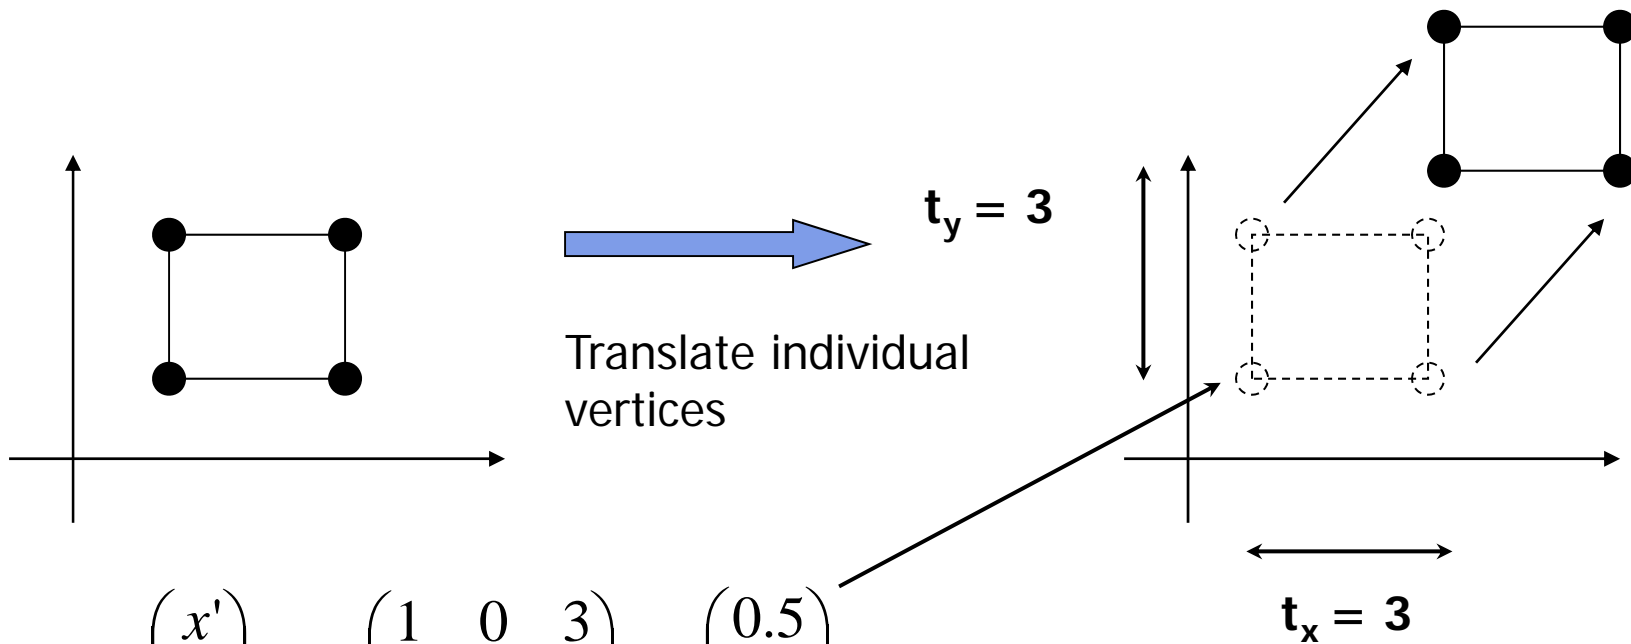 t_y = 3
Translate individual
vertices
(x') (1 0 3) (0.5)
t_x = 3